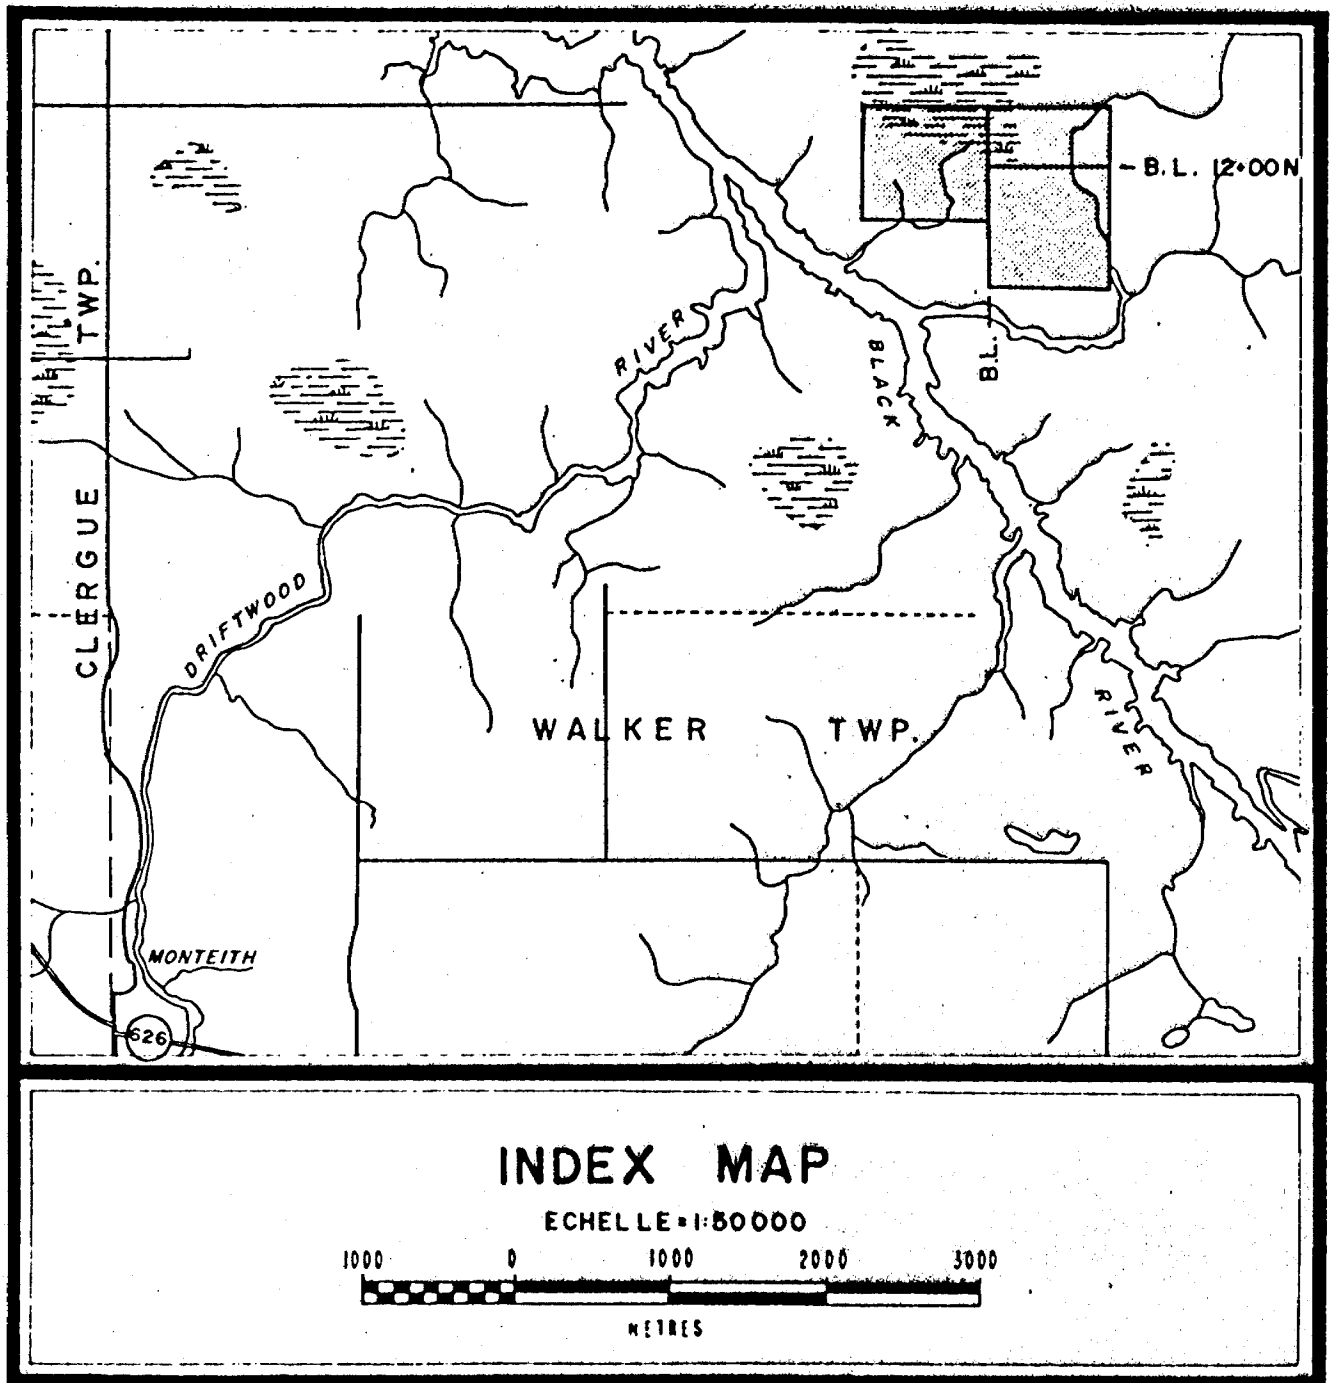 B.L. 12+00N
TWP.
RIVER
BLACK
B.L.
CLERGUE
DRIFTWOOD
WALKER TWP.
RIVER
MONTEITH
626
INDEX MAP
ECHELLE=1:50000
1000 0 1000 2000 3000
METRES